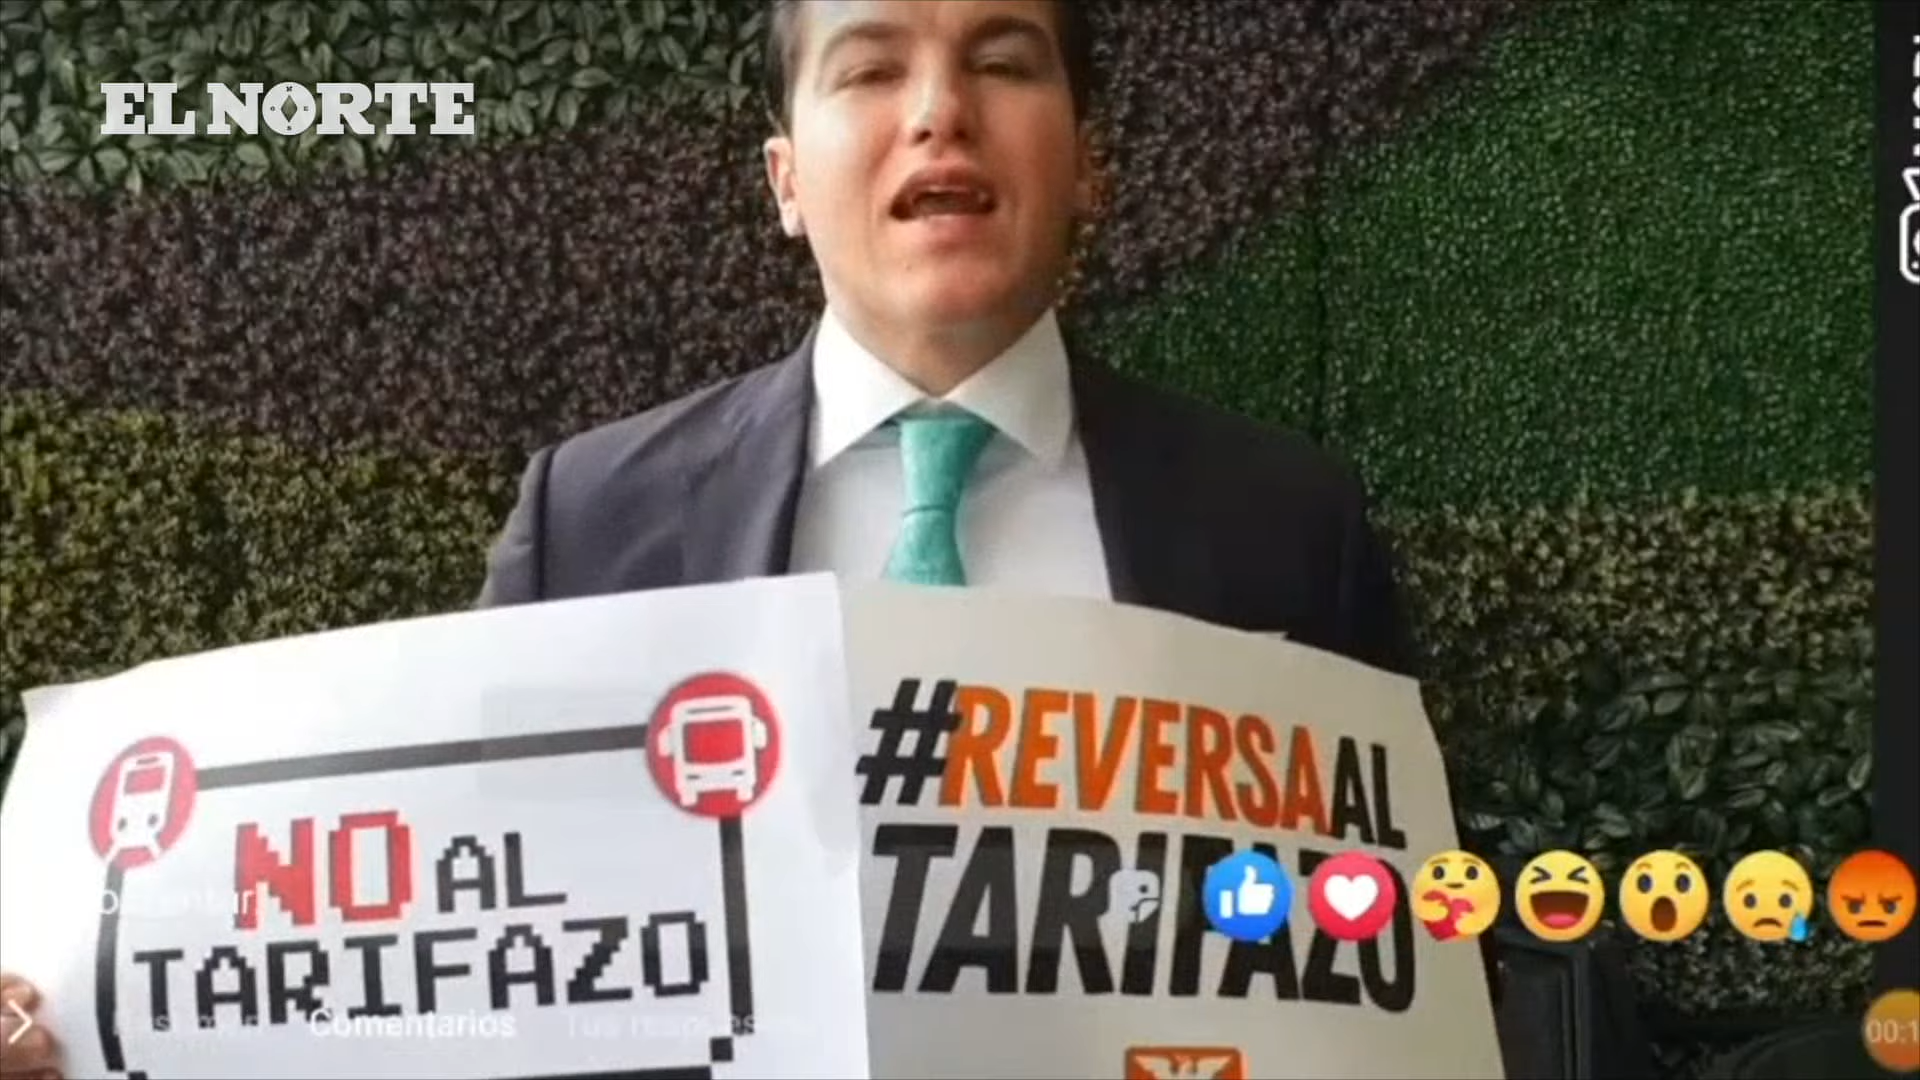 EL NORTE
NO AL
TARIFAZO
#REVERSAAL
TARIFAZO
Comentarios